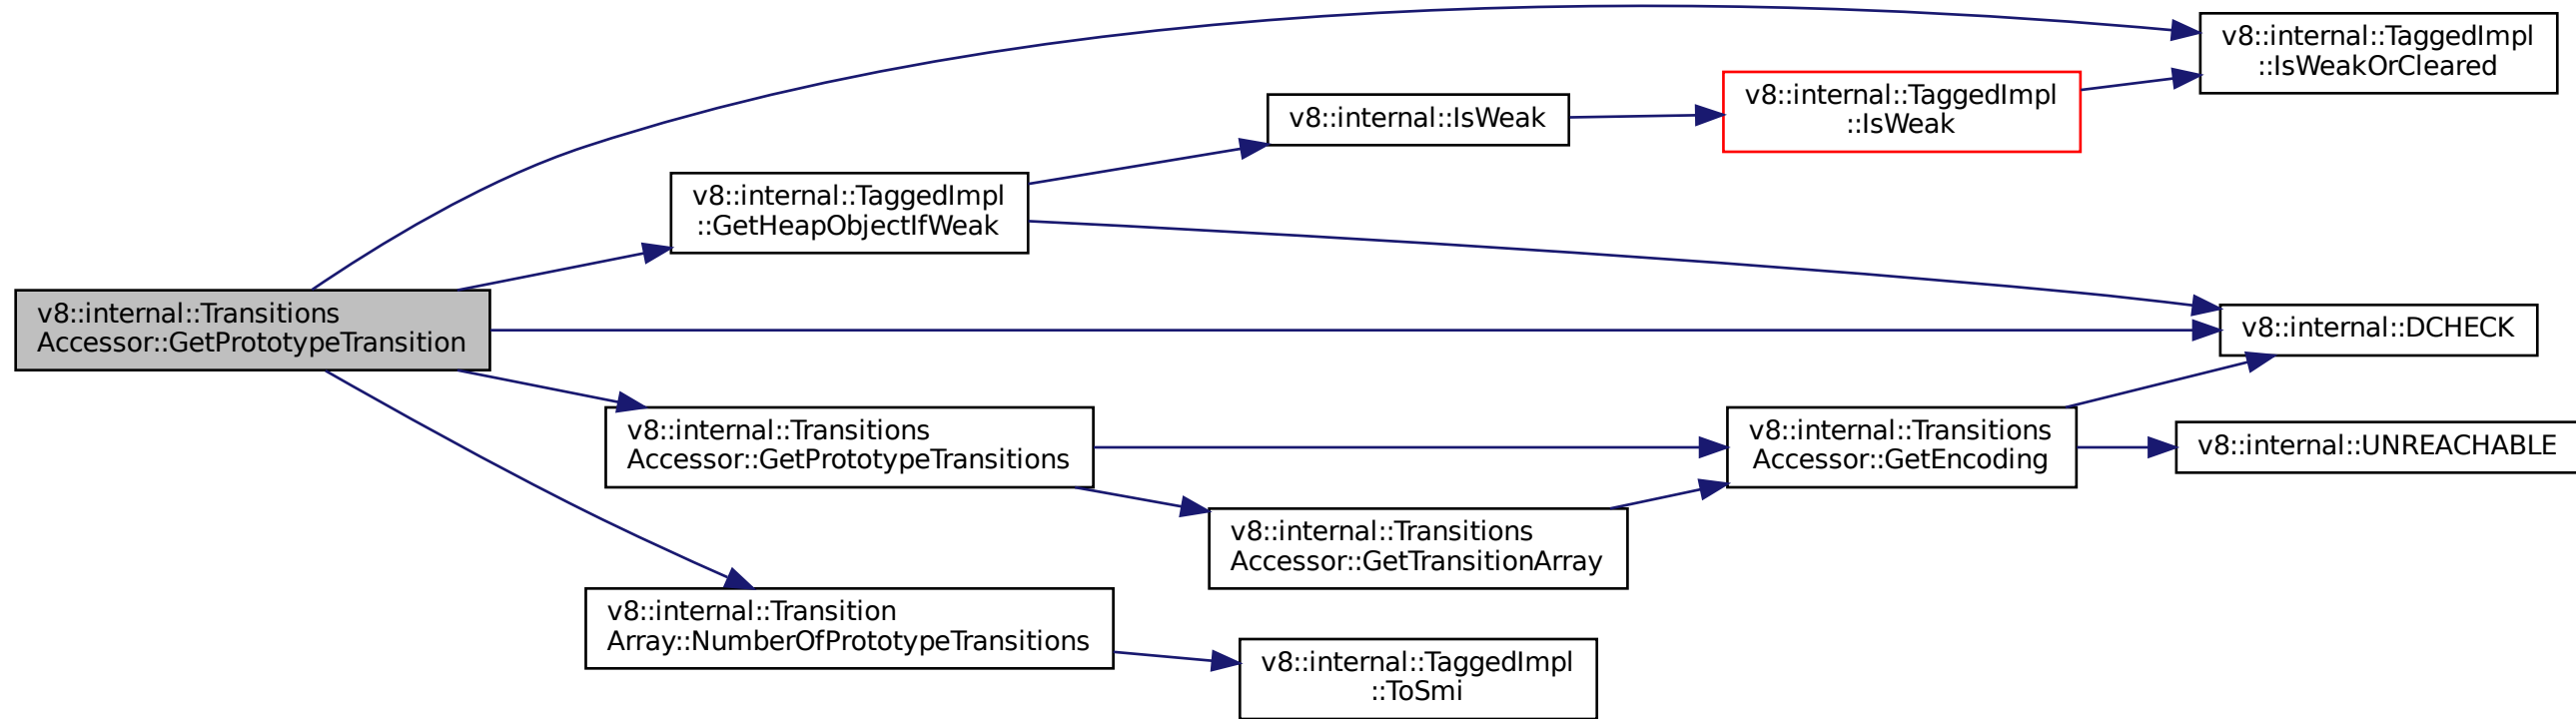 v8::internal::TaggedImpl
::IsWeakOrCleared
v8::internal::TaggedImpl
::IsWeak
v8::internal::IsWeak
v8::internal::TaggedImpl
::GetHeapObjectIfWeak
v8::internal::Transitions
Accessor::GetPrototypeTransition
v8::internal::DCHECK
v8::internal::Transitions
Accessor::GetPrototypeTransitions
v8::internal::Transitions
Accessor::GetEncoding
v8::internal::UNREACHABLE
v8::internal::Transitions
Accessor::GetTransitionArray
v8::internal::Transition
Array::NumberOfPrototypeTransitions
v8::internal::TaggedImpl
::ToSmi